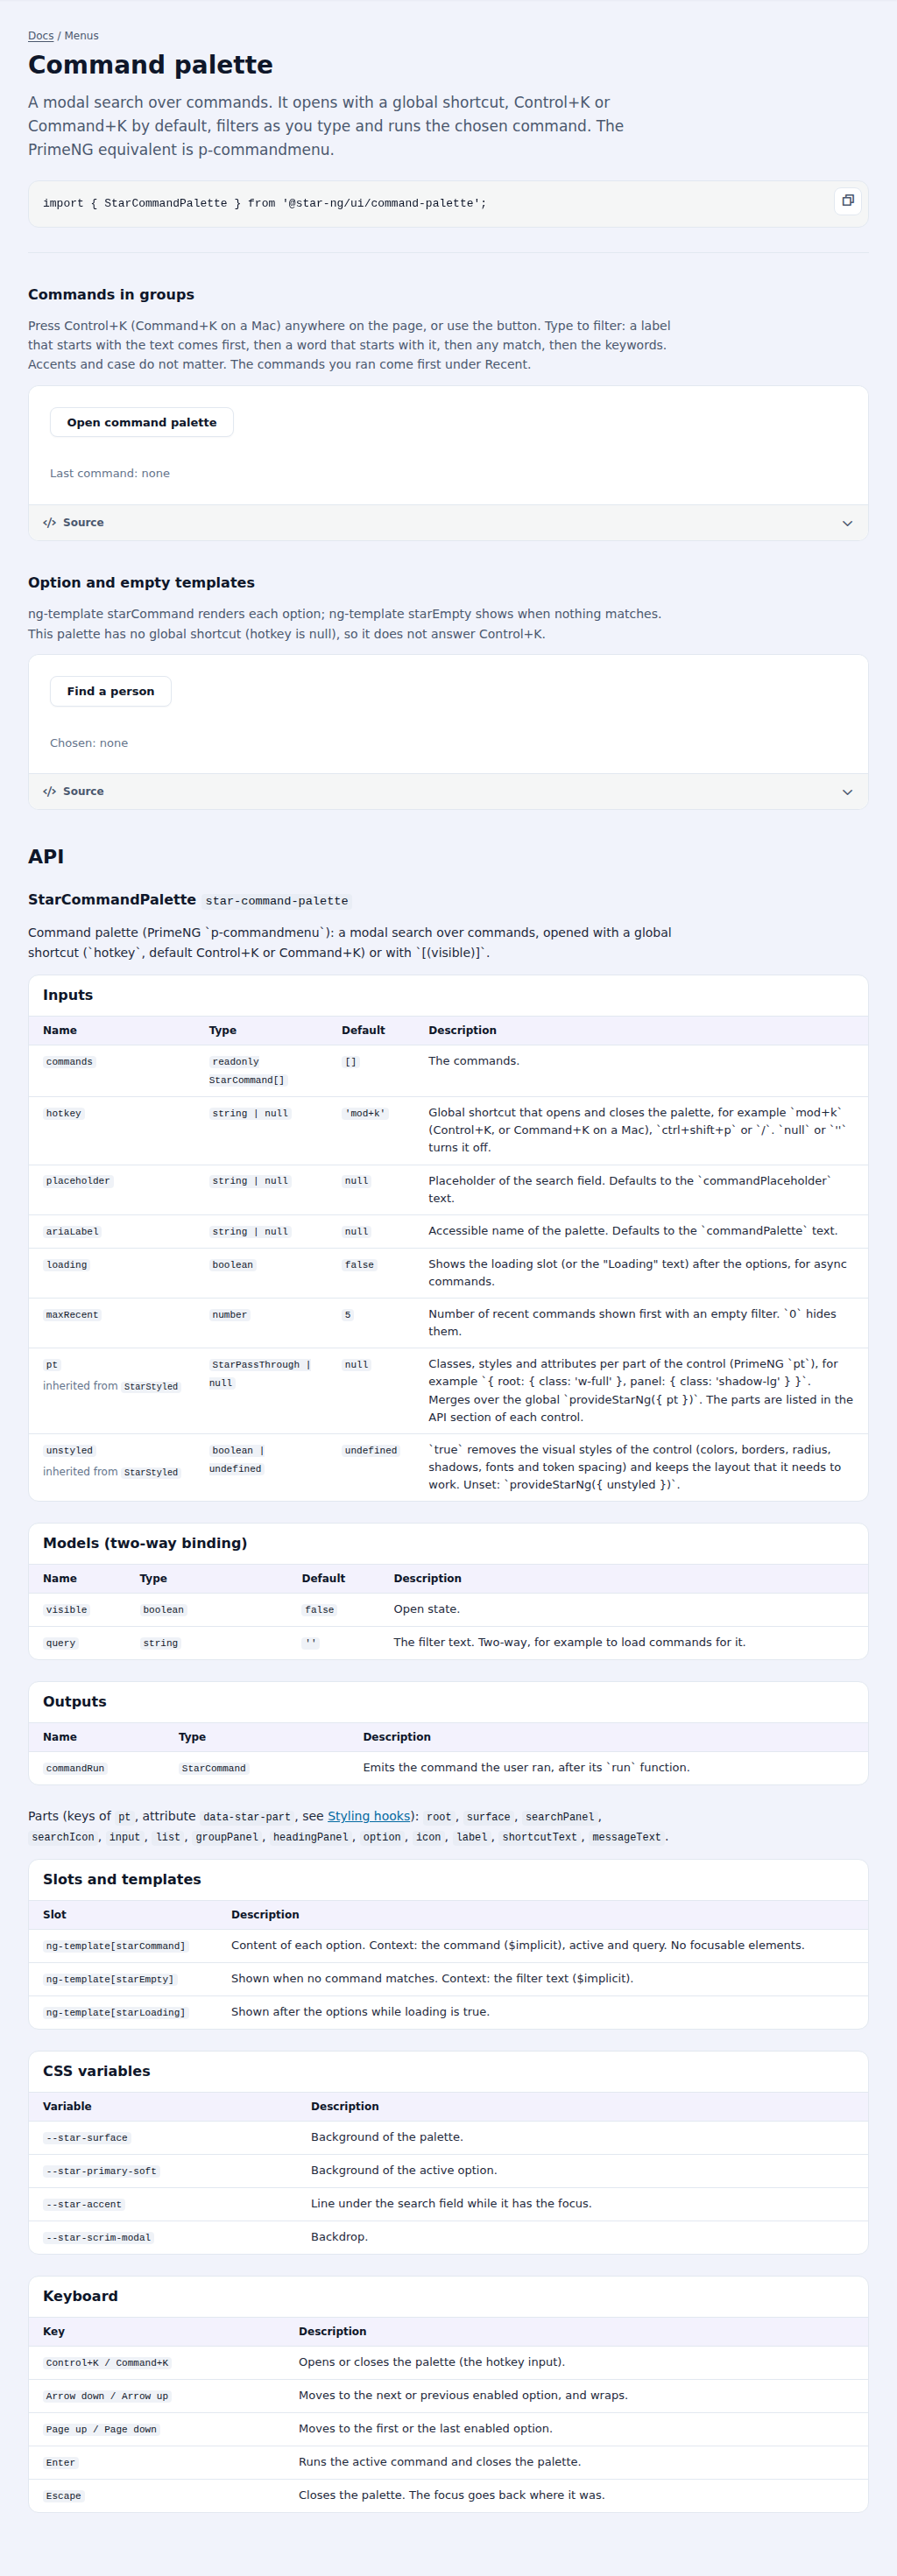 Docs / Menus
Command palette
A modal search over commands. It opens with a global shortcut, Control+K or
Command+K by default, filters as you type and runs the chosen command. The
PrimeNG equivalent is p-commandmenu.
import { StarCommandPalette } from '@star-ng/ui/command-palette';
Commands in groups
Press Control+K (Command+K on a Mac) anywhere on the page, or use the button. Type to filter: a label
that starts with the text comes first, then a word that starts with it, then any match, then the keywords.
Accents and case do not matter. The commands you ran come first under Recent.
Open command palette
Last command: none
Source
Option and empty templates
ng-template starCommand renders each option; ng-template starEmpty shows when nothing matches.
This palette has no global shortcut (hotkey is null), so it does not answer Control+K.
Find a person
Chosen: none
Source
API
StarCommandPalette star-command-palette
Command palette (PrimeNG `p-commandmenu`): a modal search over commands, opened with a global
shortcut (`hotkey`, default Control+K or Command+K) or with `[(visible)]`.
Inputs
Name Type Default Description
commands readonly [] The commands.
StarCommand[]
hotkey string | null 'mod+k' Global shortcut that opens and closes the palette, for example `mod+k`
(Control+K, or Command+K on a Mac), `ctrl+shift+p` or `/`. `null` or `''`
turns it off.
placeholder string | null null Placeholder of the search field. Defaults to the `commandPlaceholder`
text.
ariaLabel string | null null Accessible name of the palette. Defaults to the `commandPalette` text.
loading boolean false Shows the loading slot (or the "Loading" text) after the options, for async
commands.
maxRecent number 5 Number of recent commands shown first with an empty filter. `0` hides
them.
pt StarPassThrough | null Classes, styles and attributes per part of the control (PrimeNG `pt`), for
inherited from StarStyled null example `{ root: { class: 'w-full' }, panel: { class: 'shadow-lg' } }`.
Merges over the global `provideStarNg({ pt })`. The parts are listed in the
API section of each control.
unstyled boolean | undefined `true` removes the visual styles of the control (colors, borders, radius,
inherited from StarStyled undefined shadows, fonts and token spacing) and keeps the layout that it needs to
work. Unset: `provideStarNg({ unstyled })`.
Models (two-way binding)
Name Type Default Description
visible boolean false Open state.
query string '' The filter text. Two-way, for example to load commands for it.
Outputs
Name Type Description
commandRun StarCommand Emits the command the user ran, after its `run` function.
Parts (keys of pt, attribute data-star-part, see Styling hooks): root, surface, searchPanel,
searchIcon, input, list, groupPanel, headingPanel, option, icon, label, shortcutText, messageText.
Slots and templates
Slot Description
ng-template[starCommand] Content of each option. Context: the command ($implicit), active and query. No focusable elements.
ng-template[starEmpty] Shown when no command matches. Context: the filter text ($implicit).
ng-template[starLoading] Shown after the options while loading is true.
CSS variables
Variable Description
--star-surface Background of the palette.
--star-primary-soft Background of the active option.
--star-accent Line under the search field while it has the focus.
--star-scrim-modal Backdrop.
Keyboard
Key Description
Control+K / Command+K Opens or closes the palette (the hotkey input).
Arrow down / Arrow up Moves to the next or previous enabled option, and wraps.
Page up / Page down Moves to the first or the last enabled option.
Enter Runs the active command and closes the palette.
Escape Closes the palette. The focus goes back where it was.